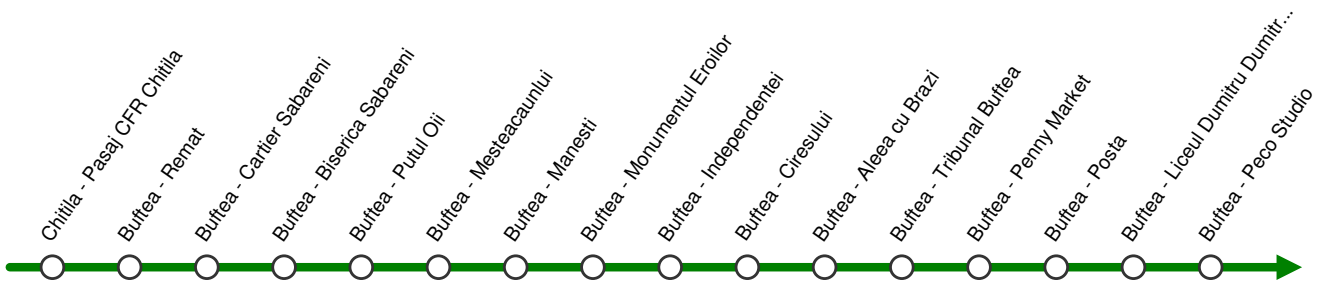 Chitila - Pasaj CFR Chitila
Buftea - Remat
Buftea - Cartier Sabareni
Buftea - Biserica Sabareni
Buftea - Putul Oii
Buftea - Mesteacaunlui
Buftea - Manesti
Buftea - Monumentul Eroilor
Buftea - Independentei
Buftea - Ciresului
Buftea - Aleea cu Brazi
Buftea - Tribunal Buftea
Buftea - Penny Market
Buftea - Posta
Buftea - Liceul Dumitru Dumitr...
Buftea - Peco Studio